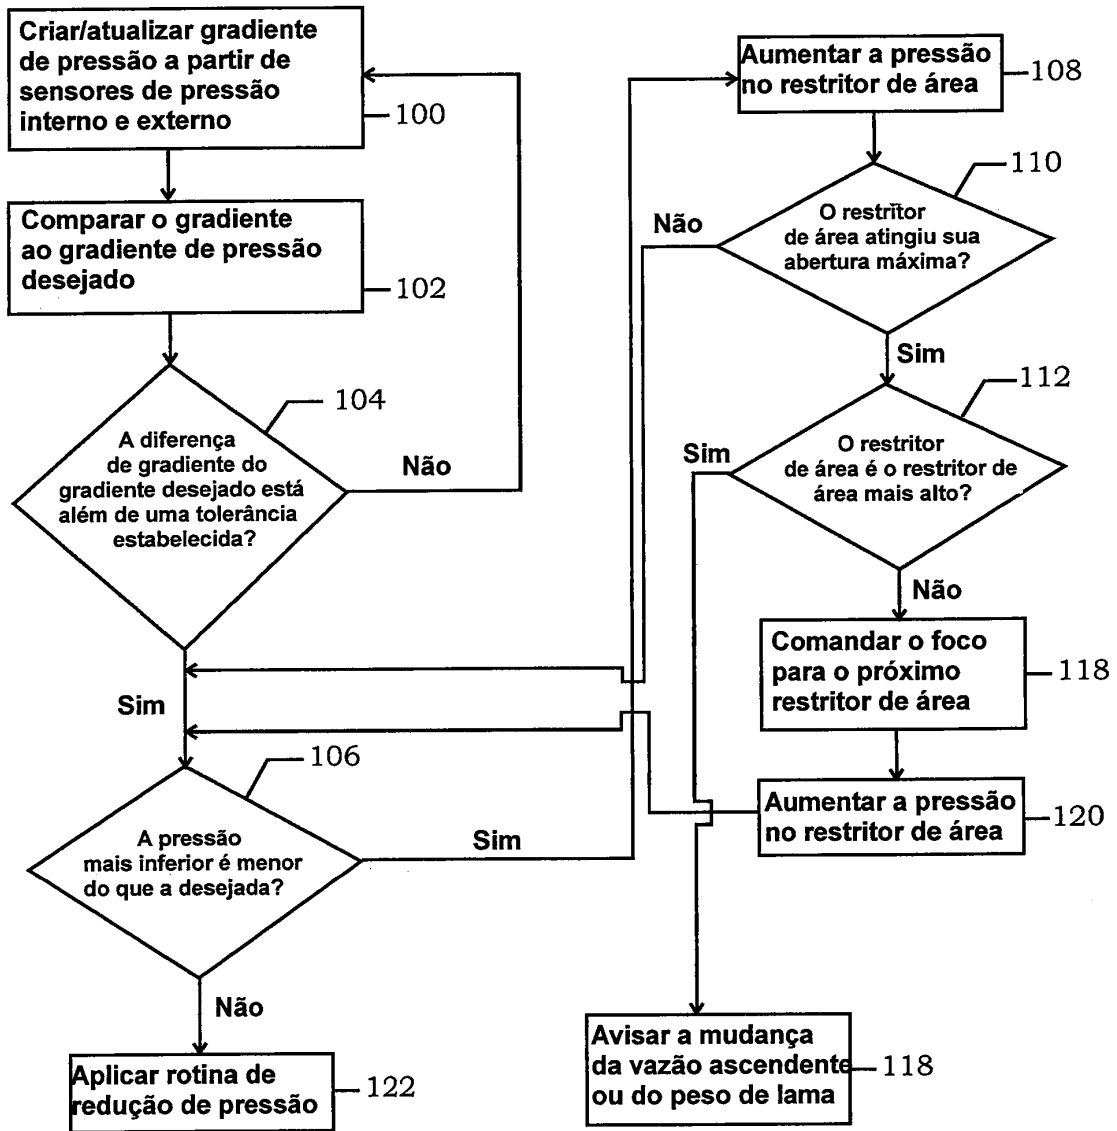 Criar/atualizar gradiente
de pressão a partir de
sensores de pressão
interno e externo
100
Comparar o gradiente
ao gradiente de pressão
desejado
102
104
A diferença
de gradiente do
gradiente desejado está
além de uma tolerância
estabelecida?
Não
Sim
106
A pressão
mais inferior é menor
do que a desejada?
Sim
Não
Aplicar rotina de
redução de pressão
122
Aumentar a pressão
no restritor de área
108
110
O restritor
de área atingiu sua
abertura máxima?
Não
Sim
112
O restritor
de área é o restritor de
área mais alto?
Sim
Não
Comandar o foco
para o próximo
restritor de área
118
Aumentar a pressão
no restritor de área
120
Avisar a mudança
da vazão ascendente
ou do peso de lama
118